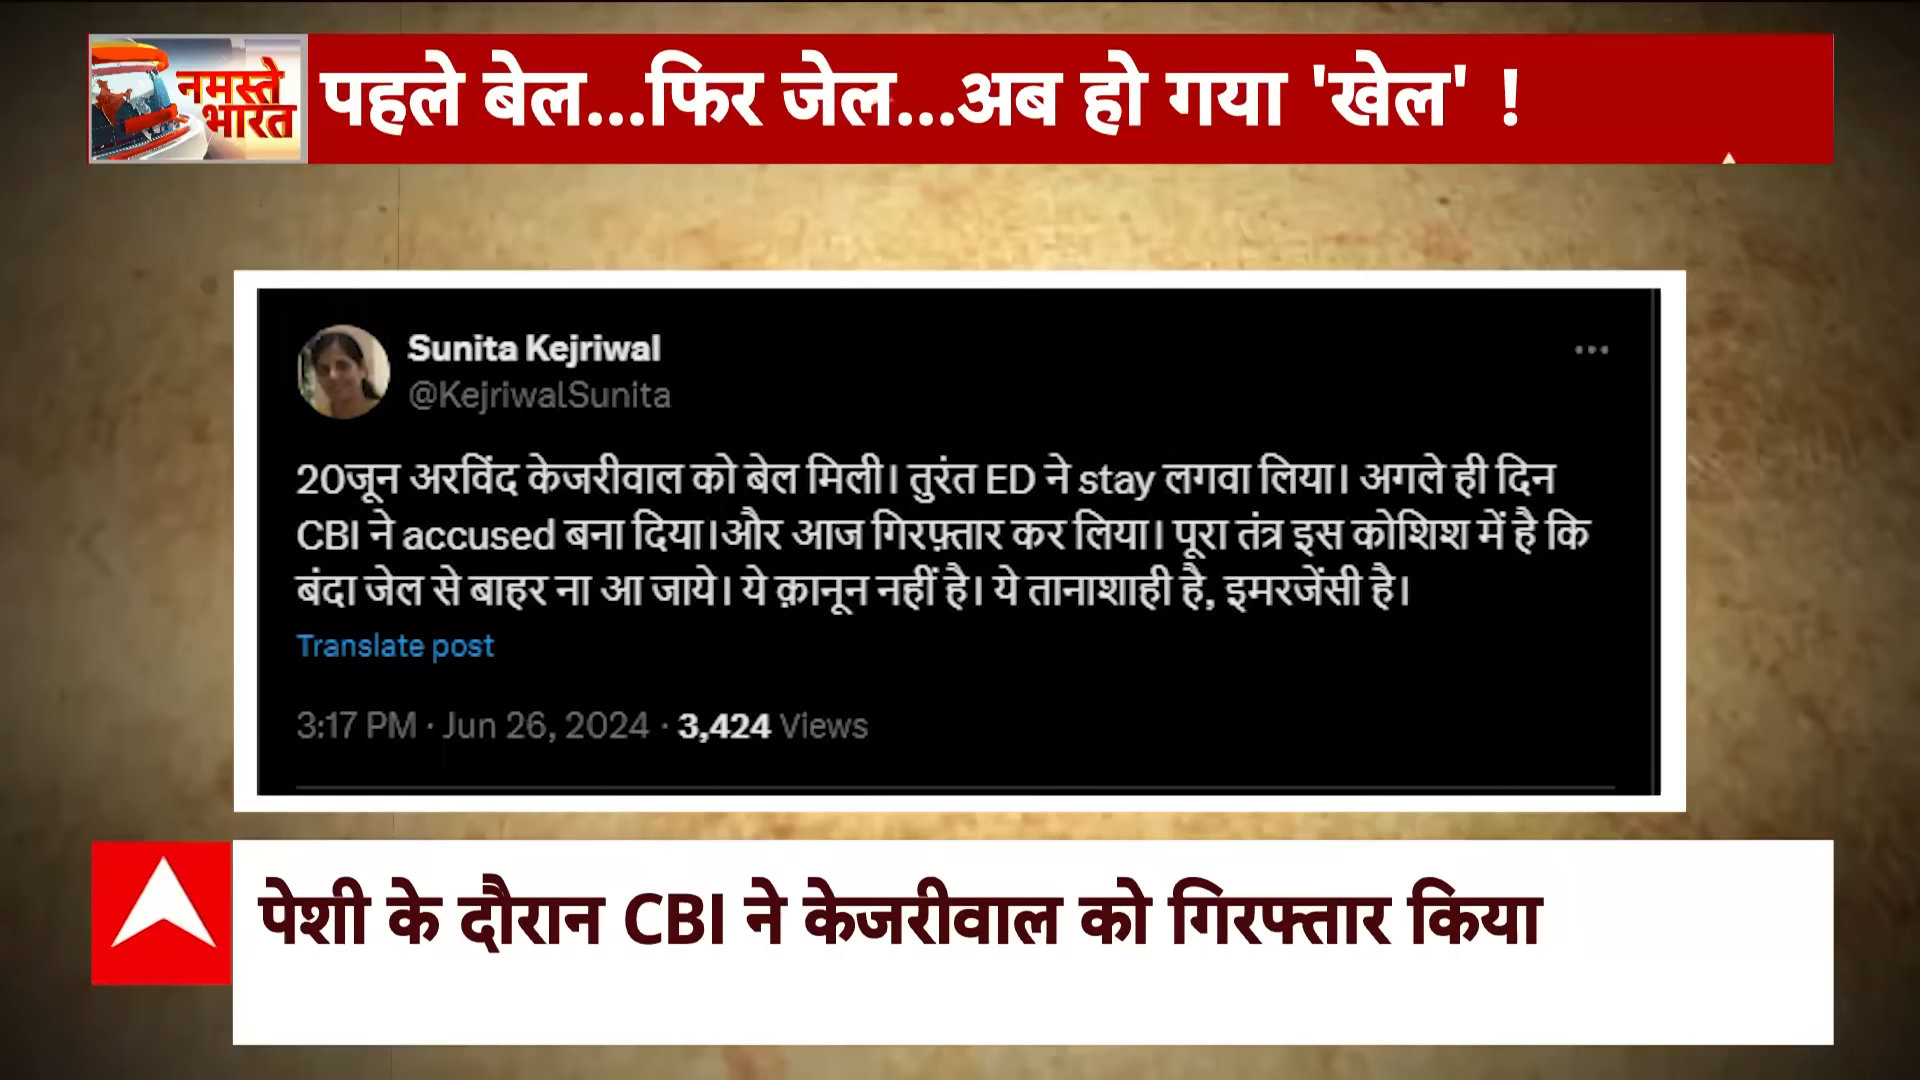 नमस्ते
भारत
पहले बेल...फिर जेल...अब हो गया 'खेल' !
Sunita Kejriwal
@KejriwalSunita
20जून अरविंद केजरीवाल को बेल मिली। तुरंत ED ने stay लगवा लिया। अगले ही दिन
CBI ने accused बना दिया।और आज गिरफ़्तार कर लिया। पूरा तंत्र इस कोशिश में है कि
बंदा जेल से बाहर ना आ जाये। ये क़ानून नहीं है। ये तानाशाही है, इमरजेंसी है।
Translate post
3:17 PM · Jun 26, 2024 · 3,424 Views
पेशी के दौरान CBI ने केजरीवाल को गिरफ्तार किया